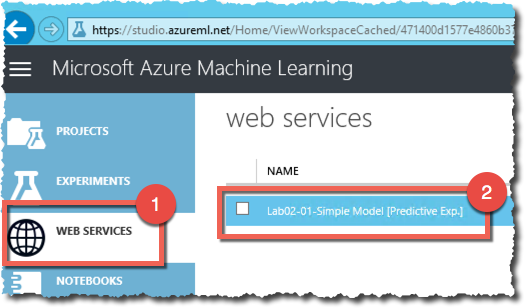 https://studio.azureml.net/Home/ViewWorkspaceCached/471400d1577e4860b31
Microsoft Azure Machine Learning
PROJECTS
EXPERIMENTS
1
WEB SERVICES
NOTEBOOKS
web services
NAME
2
Lab02-01-Simple Model [Predictive Exp.]